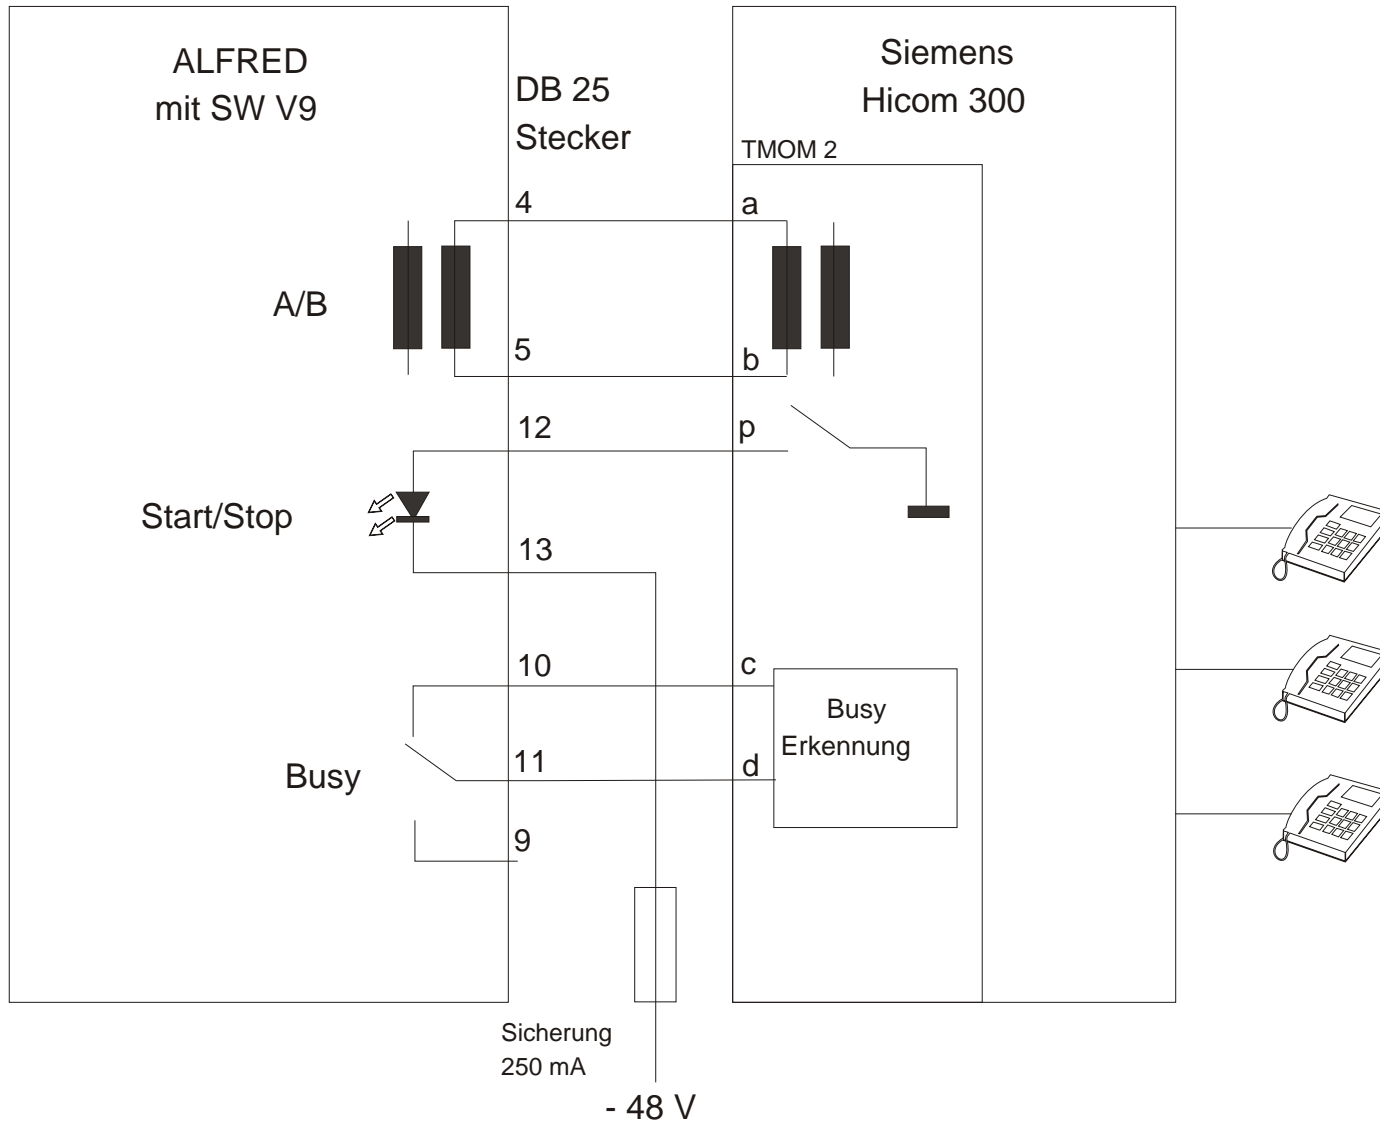 ALFRED
mit SW V9
DB 25
Stecker
Siemens
Hicom 300
TMOM 2
4
a
A/B
5
b
12
p
Start/Stop
13
10
c
Busy
Erkennung
11
d
Busy
9
Sicherung
250 mA
- 48 V